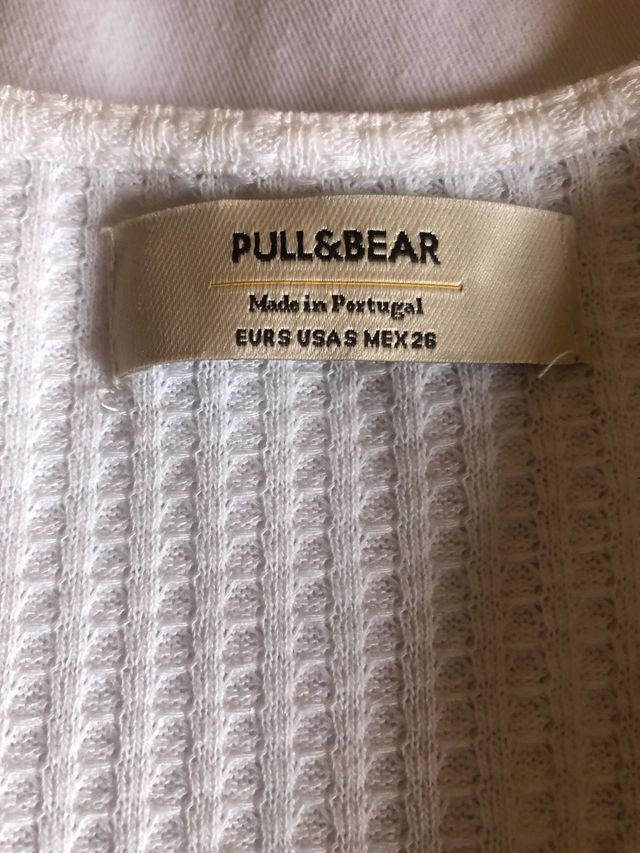 PULL&BEAR
Made in Portugal
EUR S USA S MEX 26